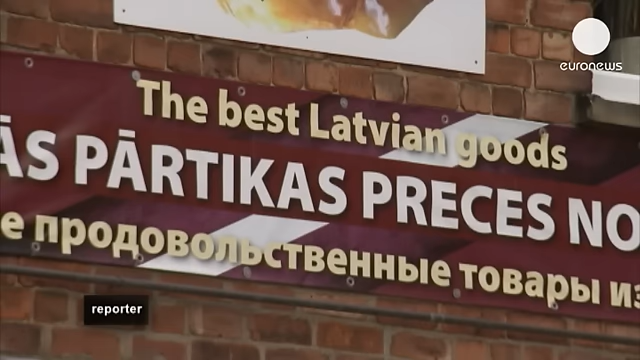 euronews
The best Latvian goods
ĀS PĀRTIKAS PRECES NO
е продовольственные товары из
reporter